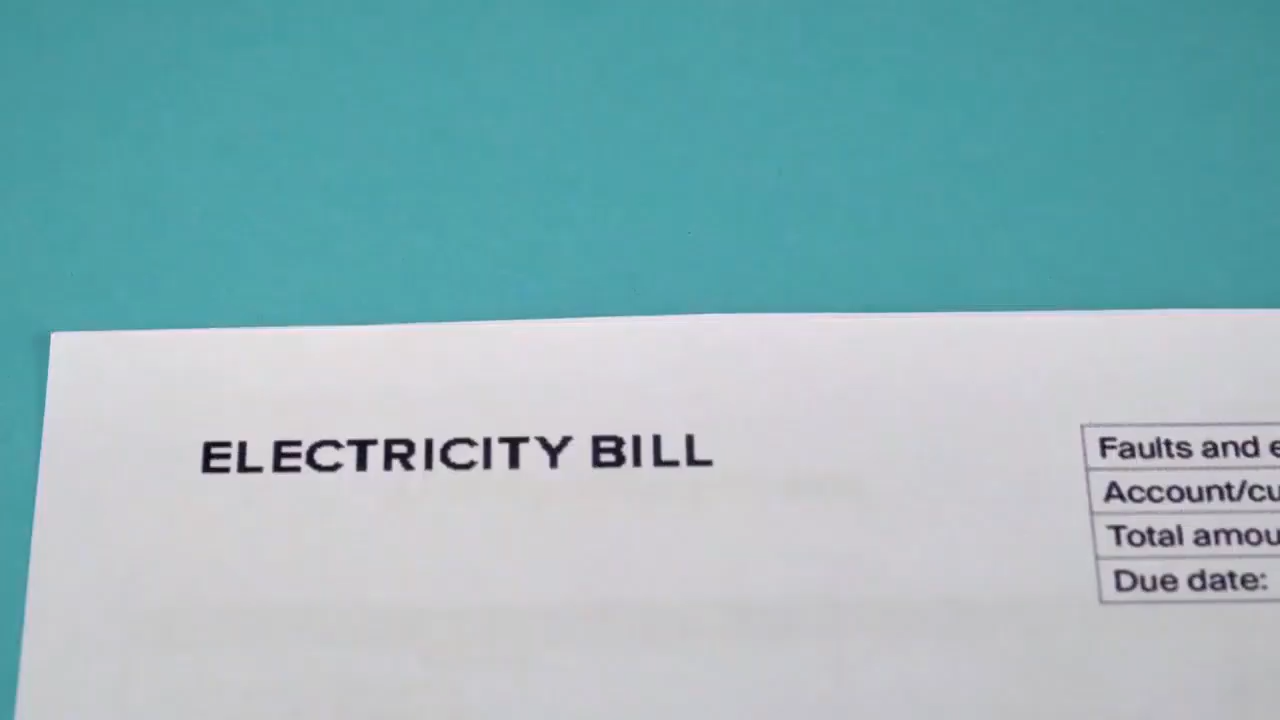 ELECTRICITY BILL
Faults and e
Account/cu
Total amou
Due date: